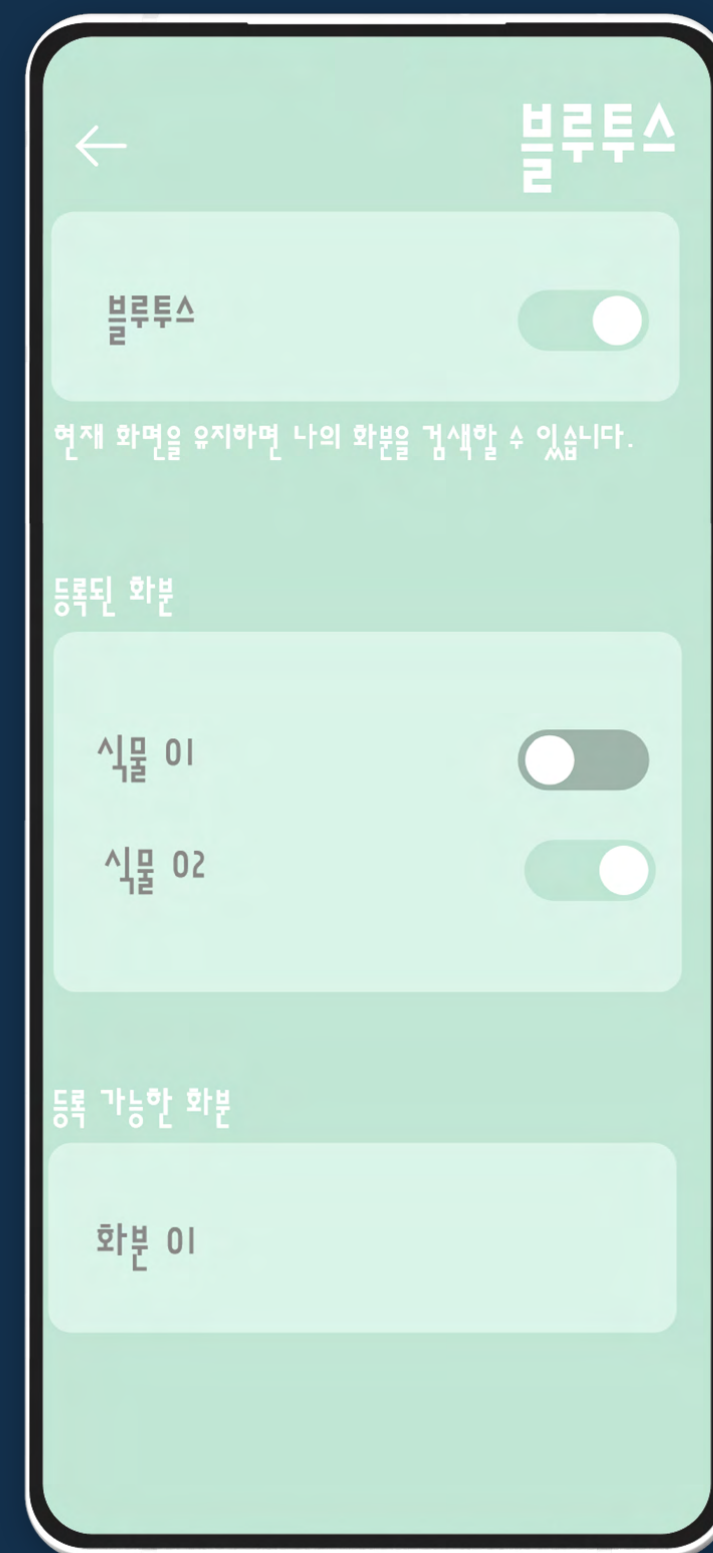 블루투스
블루투스
현재 화면을 유지하면 나의 화분을 검색할 수 있습니다.
등록된 화분
식물 01
식물 02
등록 가능한 화분
화분 01